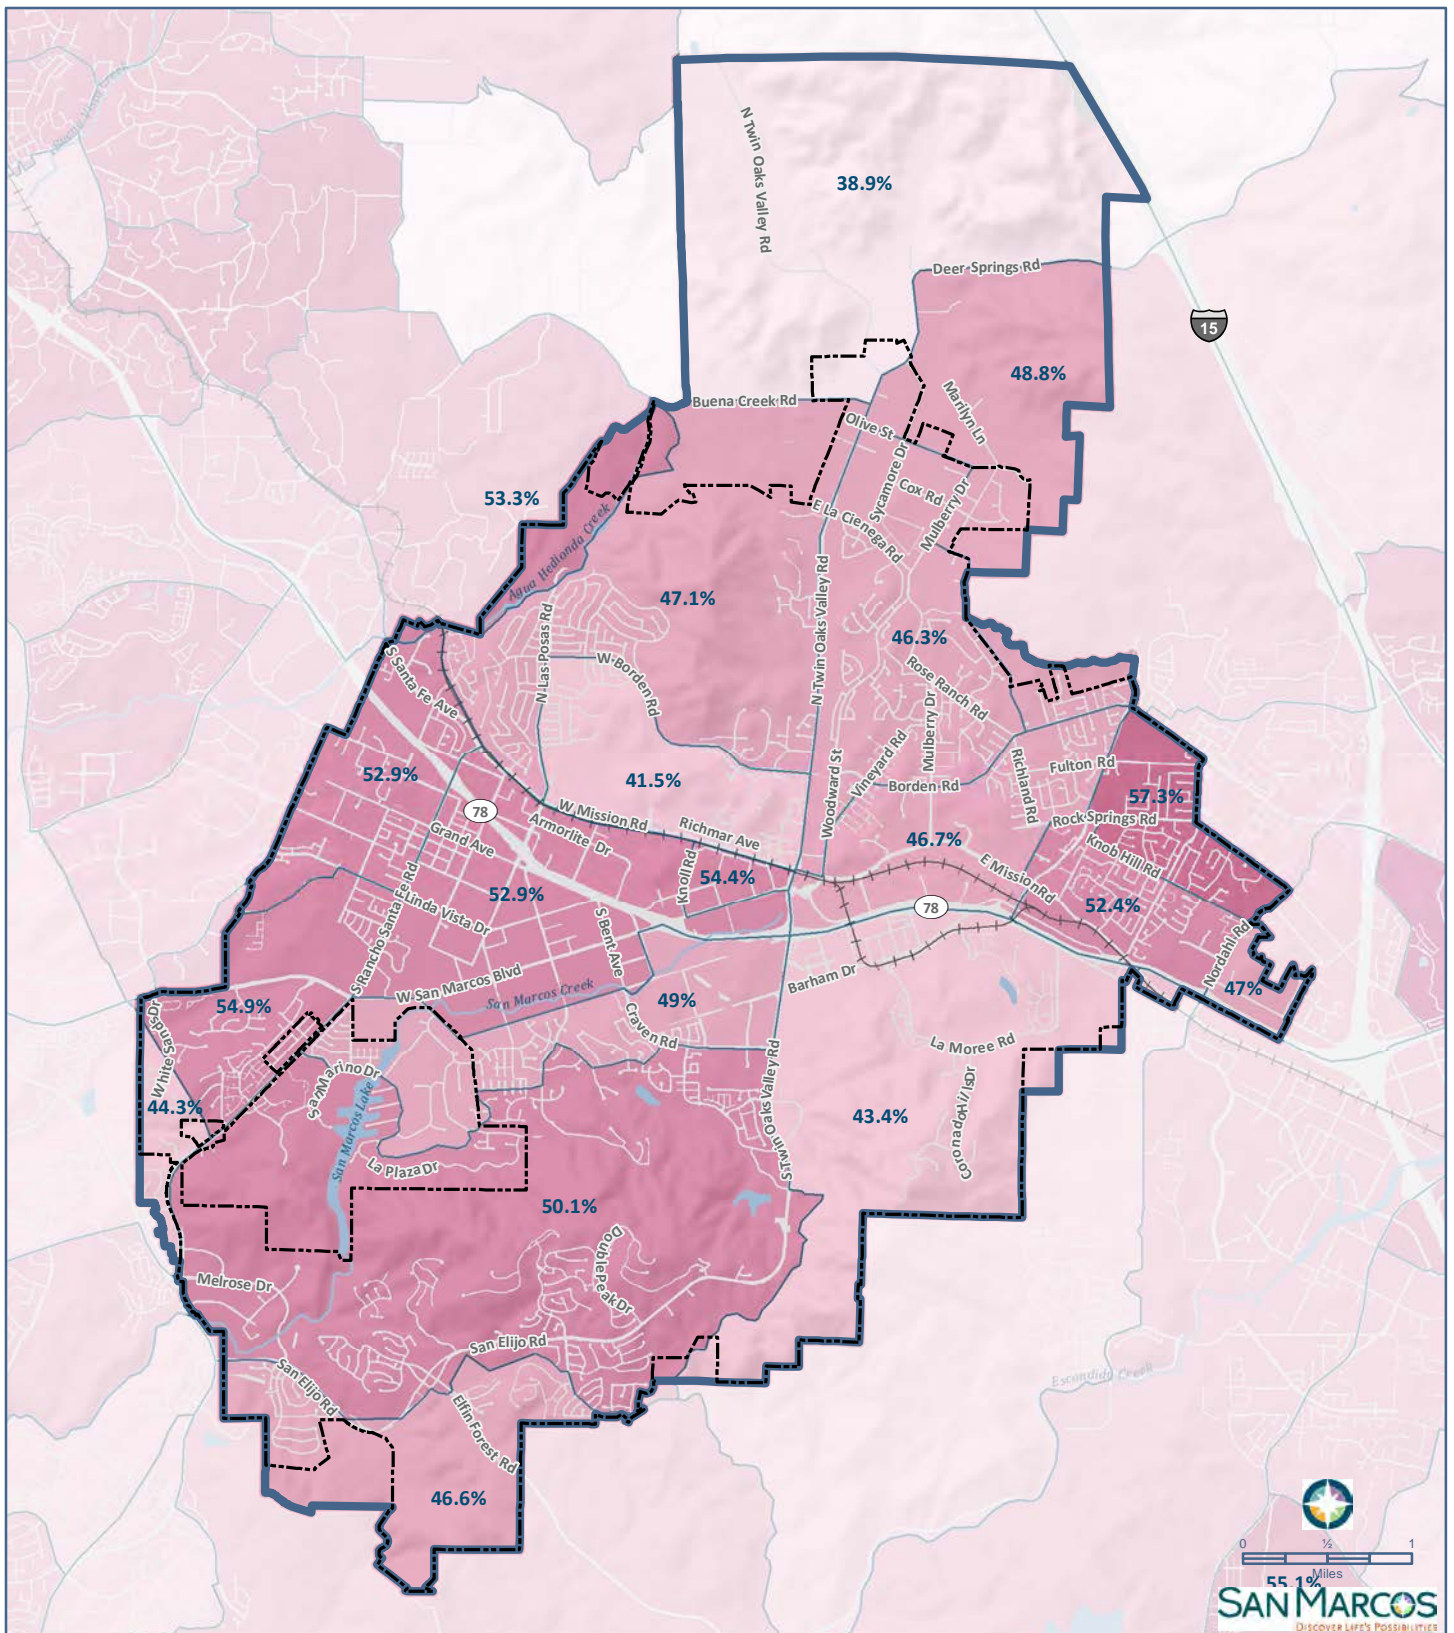 N Twin Oaks Valley Rd
38.9%
Deer Springs Rd
15
48.8%
Marilyn Ln
Buena Creek Rd
Olive St
Sycamore Dr
Cox Rd
Mulberry Dr
53.3%
E La Cienega Rd
Agua Hedionda Creek
47.1%
N Las Posas Rd
N Twin Oaks Valley Rd
46.3%
S Santa Fe Ave
W Borden Rd
Rose Ranch Rd
Mulberry Dr
52.9%
41.5%
Woodward St
Vineyard Rd
Borden Rd
Richland Rd
Fulton Rd
57.3%
78
W Mission Rd
Richmar Ave
Rock Springs Rd
Grand Ave
Armorlite Dr
46.7%
Knob Hill Rd
Knoll Rd
54.4%
E Mission Rd
52.9%
S Rancho Santa Fe Rd
Linda Vista Dr
S Bent Ave
78
52.4%
Nordahl Rd
W San Marcos Blvd
San Marcos Creek
Barham Dr
47%
54.9%
49%
White Sands Dr
Craven Rd
La Moree Rd
San Marino Dr
S Twin Oaks Valley Rd
44.3%
San Marcos Lake
43.4%
Coronado Hills Dr
La Plaza Dr
50.1%
Double Peak Dr
Melrose Dr
San Elijo Rd
San Elijo Rd
Escondido Creek
Elfin Forest Rd
46.6%
0 ½ 1
Miles
55.1%
SAN MARCOS
DISCOVER LIFE'S POSSIBILITIES